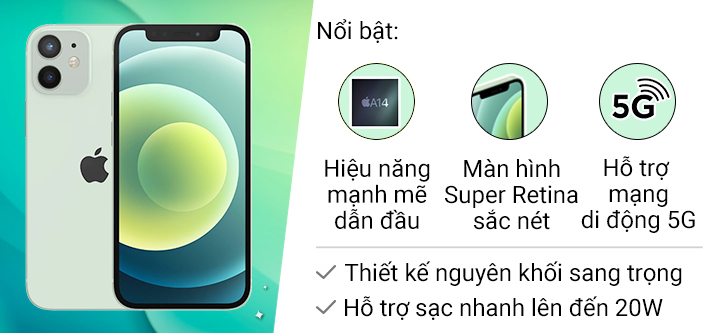 Nổi bật:
A14
5G
Hiệu năng
mạnh mẽ
dẫn đầu
Màn hình
Super Retina
sắc nét
Hỗ trợ
mạng
di động 5G
Thiết kế nguyên khối sang trọng
Hỗ trợ sạc nhanh lên đến 20W